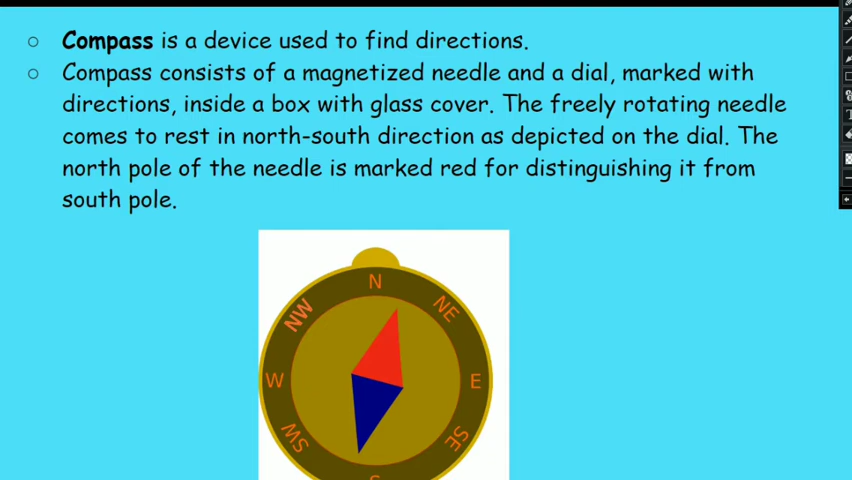 Compass is a device used to find directions.
Compass consists of a magnetized needle and a dial, marked with
directions, inside a box with glass cover. The freely rotating needle
comes to rest in north-south direction as depicted on the dial. The
north pole of the needle is marked red for distinguishing it from
south pole.
N
NW
NE
W
E
SW
SE
S